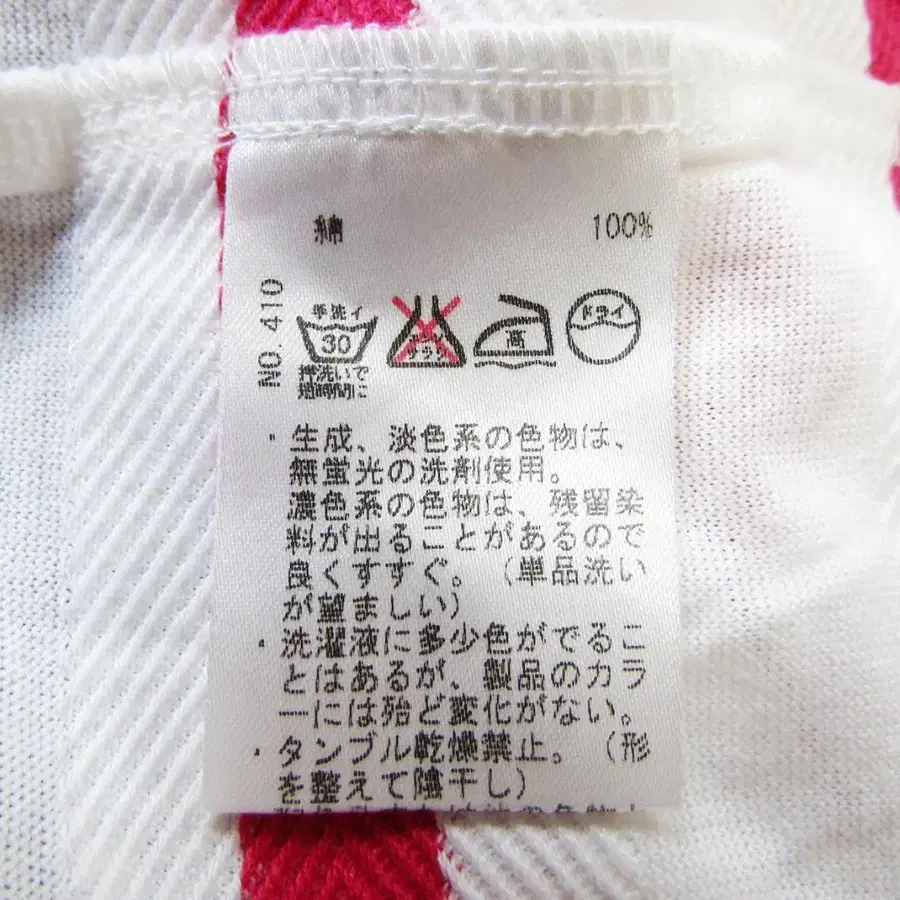 綿 100%
NO.410
手洗イ
30
押洗いで
短時間に
高
ドライ
・生成、淡色系の色物は、
無蛍光の洗剤使用。
濃色系の色物は、残留染
料が出ることがあるので
良くすすぐ。（単品洗い
が望ましい）
・洗濯液に多少色がでるこ
とはあるが、製品のカラ
ーには殆ど変化がない。
・タンブル乾燥禁止。（形
を整えて陰干し）